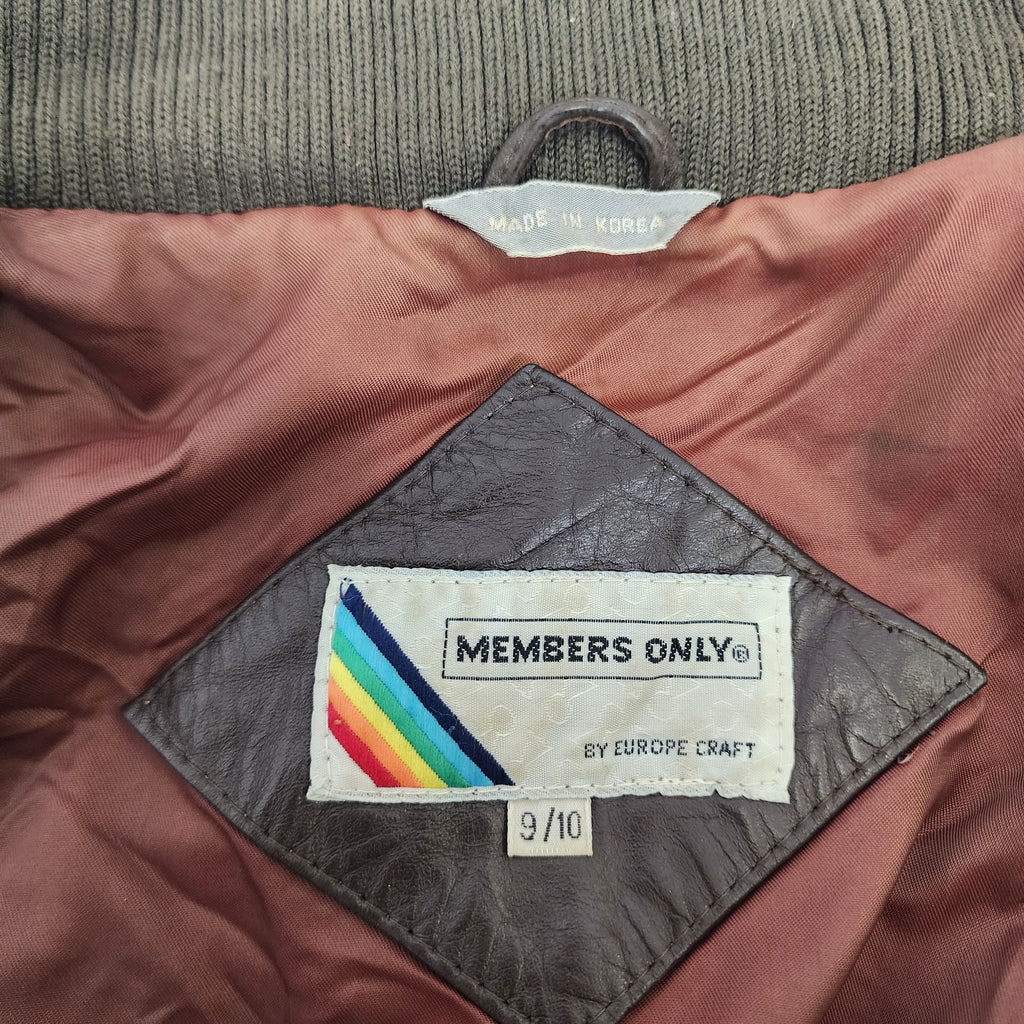 MADE IN KOREA
MEMBERS ONLY®
BY EUROPE CRAFT
9/10